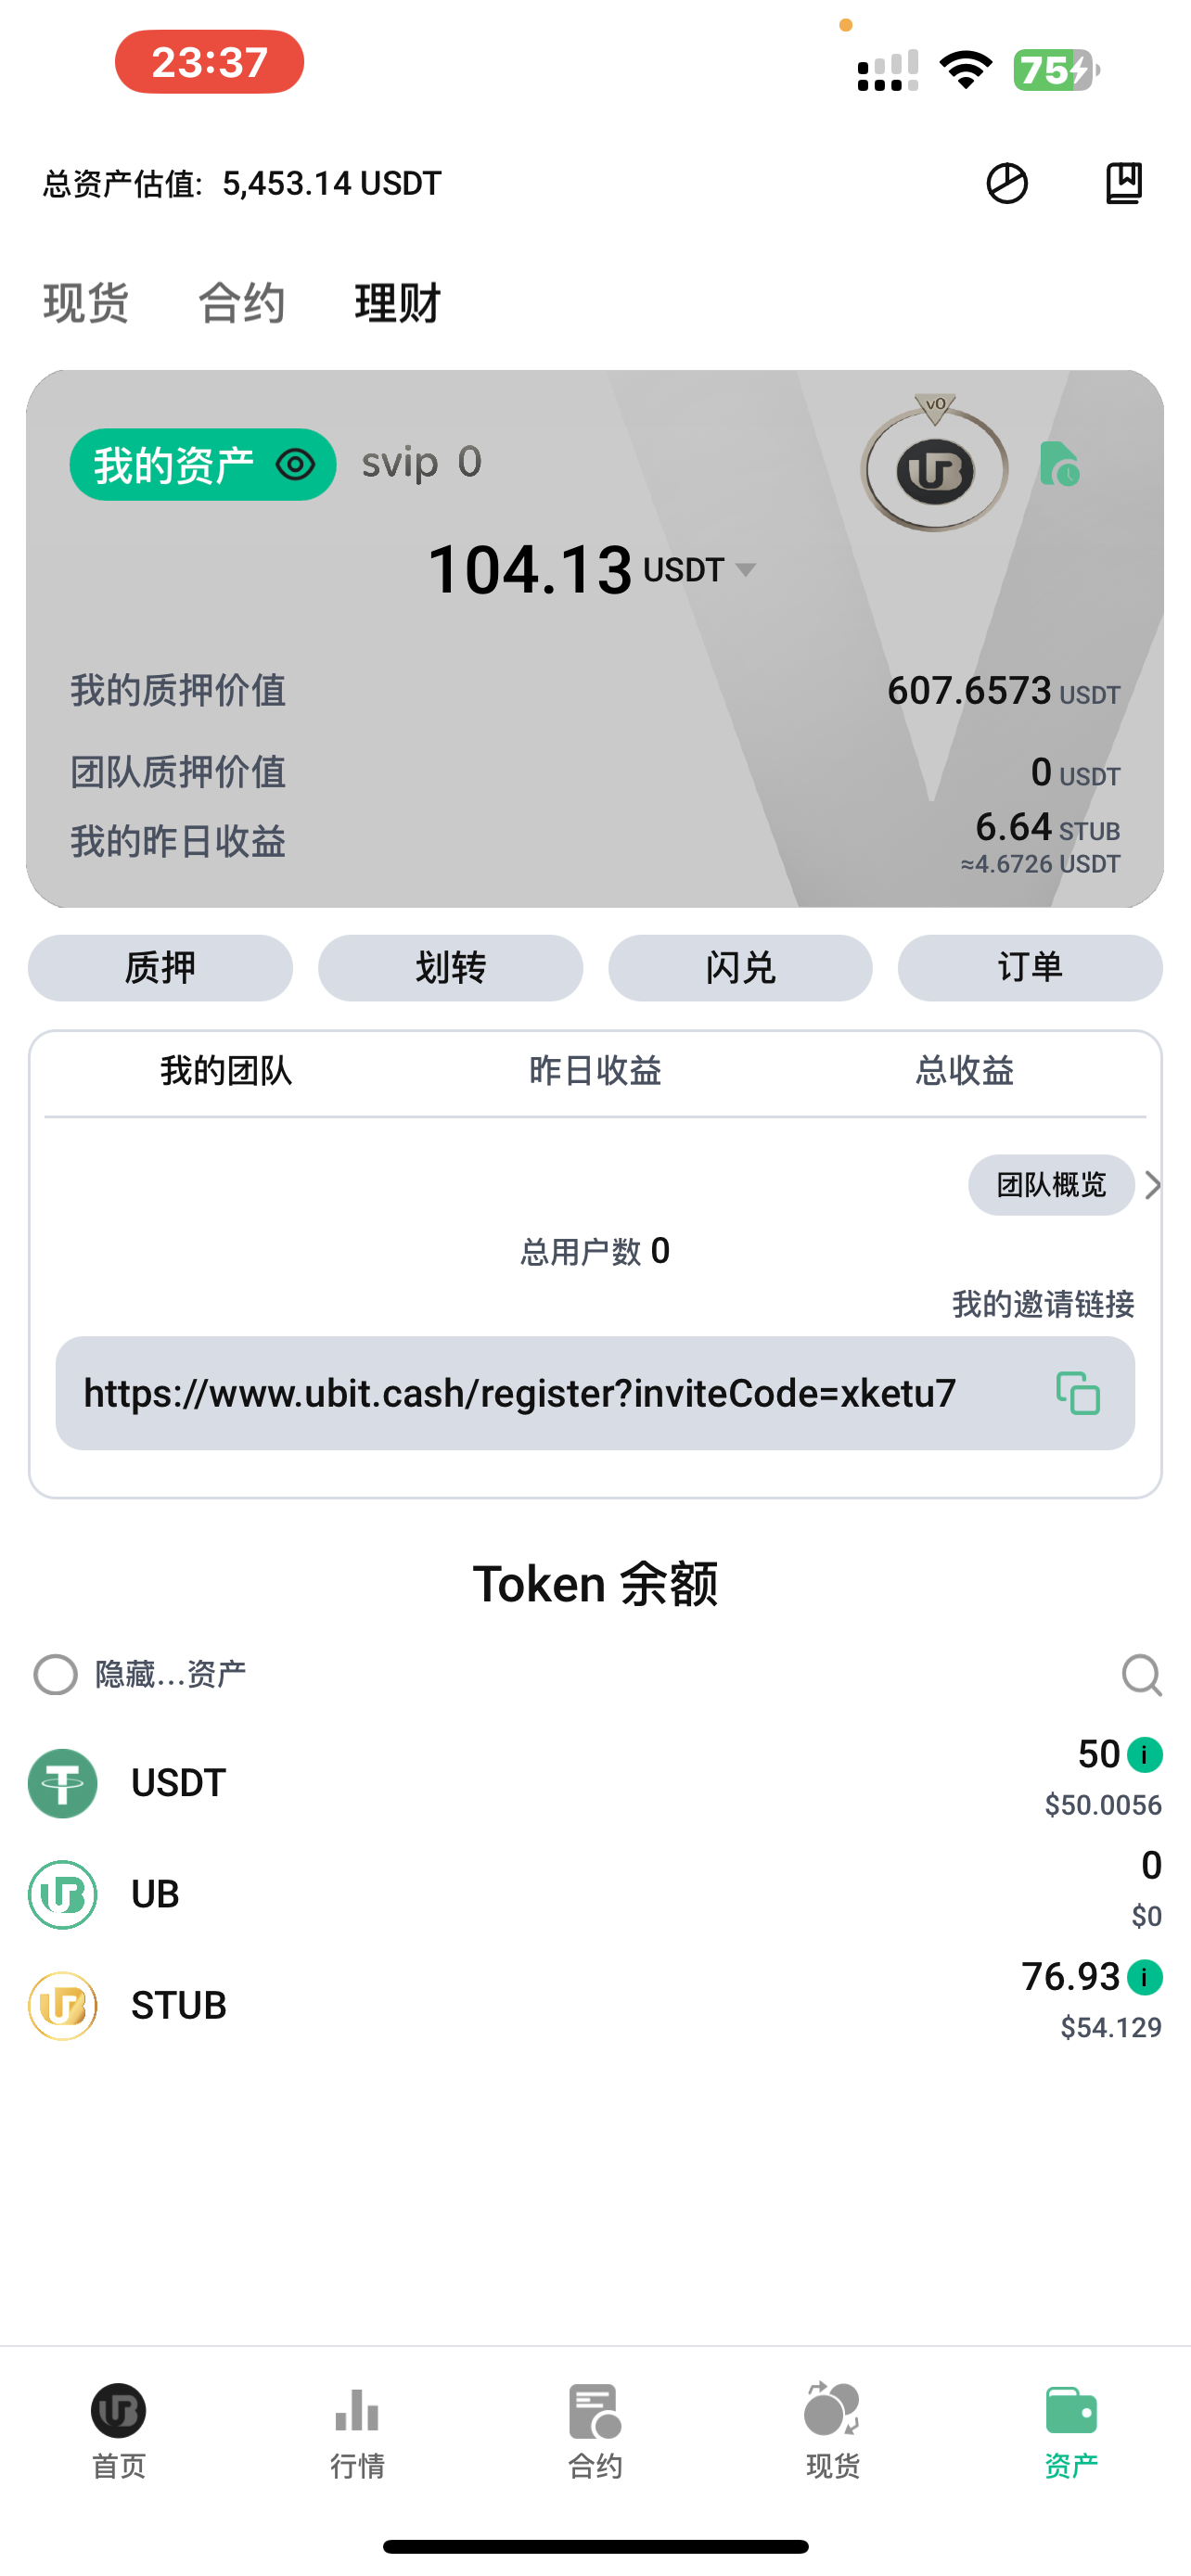 23:37
75
总资产估值: 5,453.14 USDT
现货 合约 理财
V0
我的资产 svip 0
UB
104.13 USDT
我的质押价值 607.6573 USDT
团队质押价值 0 USDT
我的昨日收益 6.64 STUB
≈4.6726 USDT
质押 划转 闪兑 订单
我的团队 昨日收益 总收益
团队概览
总用户数 0
我的邀请链接
https://www.ubit.cash/register?inviteCode=xketu7
Token 余额
隐藏...资产
USDT 50
$50.0056
UB 0
$0
STUB 76.93
$54.129
首页 行情 合约 现货 资产